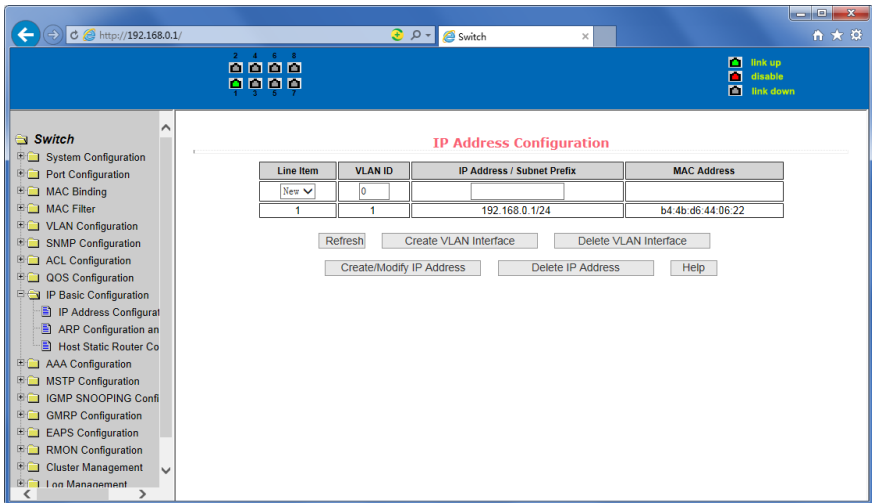 http://192.168.0.1/
Switch
2 4 6 8
1 3 5 7
link up
disable
link down
Switch
System Configuration
Port Configuration
MAC Binding
MAC Filter
VLAN Configuration
SNMP Configuration
ACL Configuration
QOS Configuration
IP Basic Configuration
IP Address Configurat
ARP Configuration an
Host Static Router Co
AAA Configuration
MSTP Configuration
IGMP SNOOPING Confi
GMRP Configuration
EAPS Configuration
RMON Configuration
Cluster Management
Log Management
IP Address Configuration
Line Item VLAN ID IP Address / Subnet Prefix MAC Address
New 0
1 1 192.168.0.1/24 b4:4b:d6:44:06:22
Refresh Create VLAN Interface Delete VLAN Interface
Create/Modify IP Address Delete IP Address Help